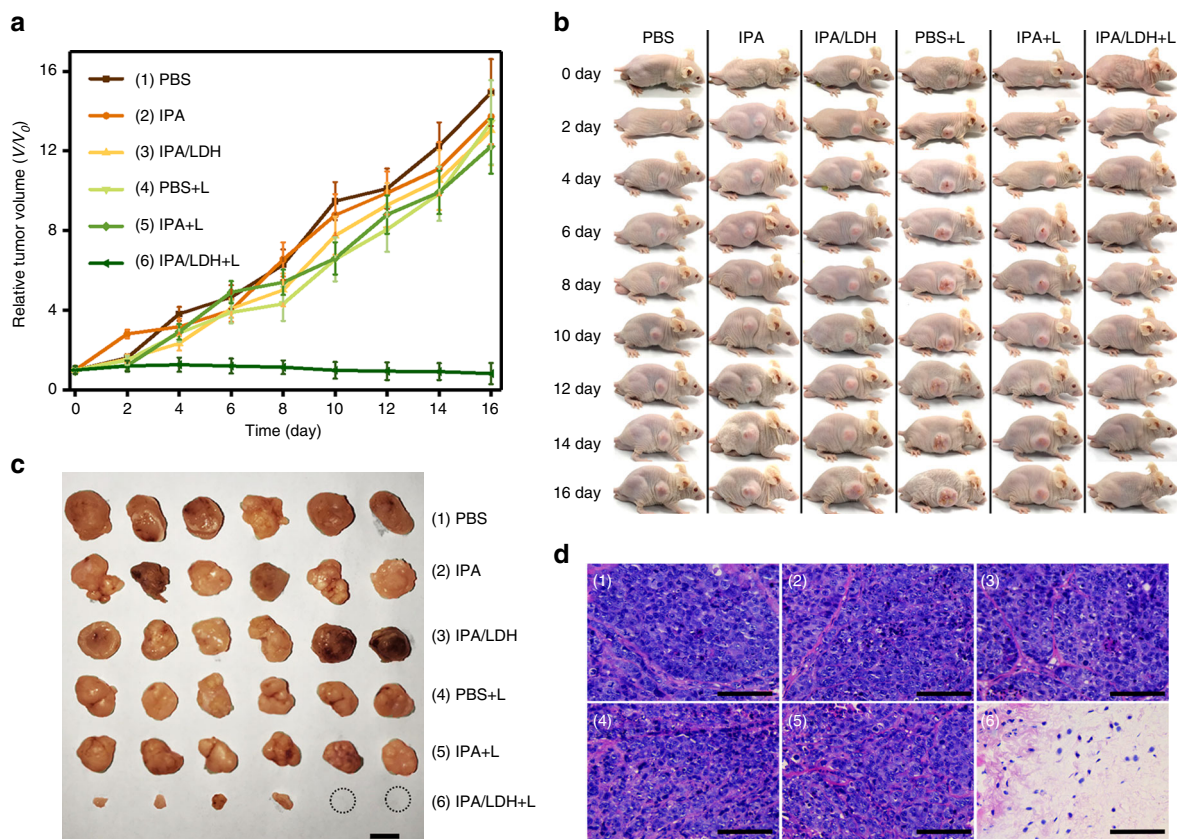 a
Relative tumor volume (V/V0)
16
12
8
4
0
(1) PBS
(2) IPA
(3) IPA/LDH
(4) PBS+L
(5) IPA+L
(6) IPA/LDH+L
0 2 4 6 8 10 12 14 16
Time (day)
b
PBS IPA IPA/LDH PBS+L IPA+L IPA/LDH+L
0 day
2 day
4 day
6 day
8 day
10 day
12 day
14 day
16 day
c
(1) PBS
(2) IPA
(3) IPA/LDH
(4) PBS+L
(5) IPA+L
(6) IPA/LDH+L
d
(1) (2) (3)
(4) (5) (6)